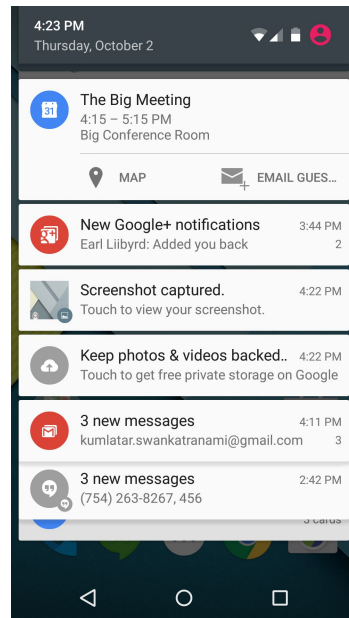 4:23 PM
Thursday, October 2
31
The Big Meeting
4:15 – 5:15 PM
Big Conference Room
MAP
EMAIL GUES...
New Google+ notifications 3:44 PM
Earl Liibyrd: Added you back 2
Screenshot captured. 4:22 PM
Touch to view your screenshot.
Keep photos & videos backed.. 4:22 PM
Touch to get free private storage on Google
3 new messages 4:11 PM
kumlatar.swankatranami@gmail.com 3
3 new messages 2:42 PM
(754) 263-8267, 456
3 cards